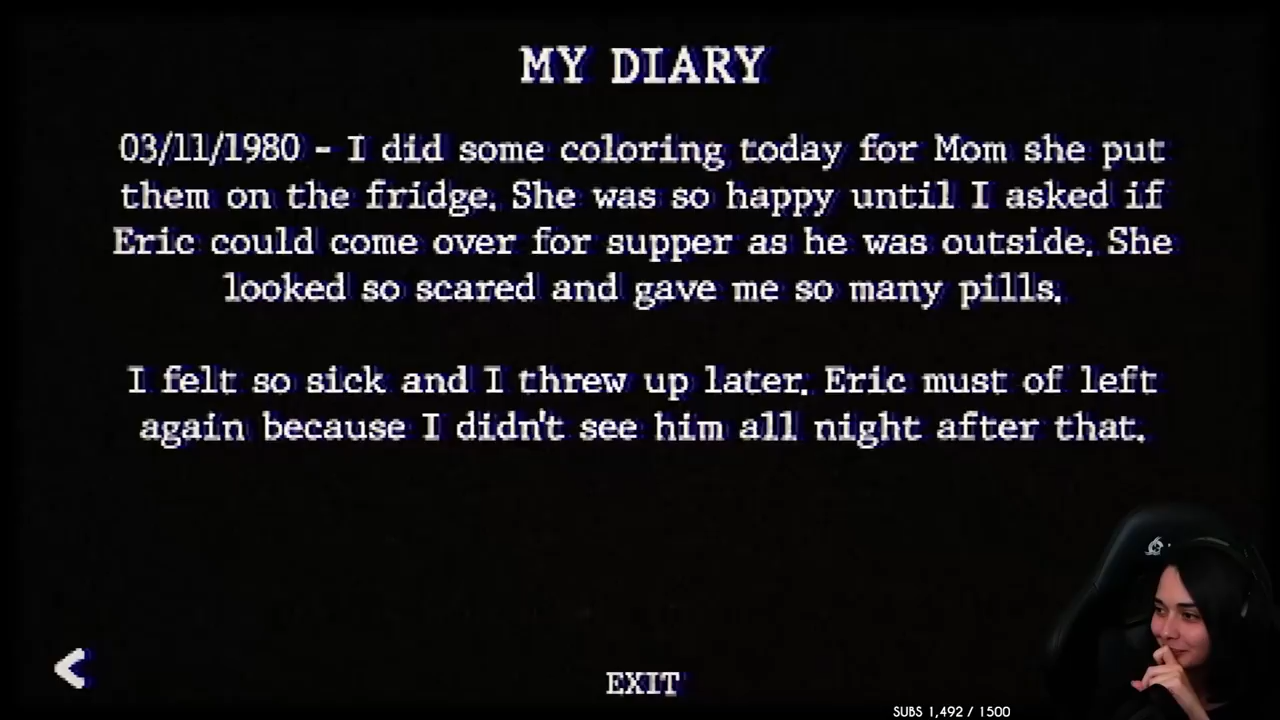 MY DIARY
03/11/1980 - I did some coloring today for Mom she put
them on the fridge. She was so happy until I asked if
Eric could come over for supper as he was outside. She
looked so scared and gave me so many pills.
I felt so sick and I threw up later. Eric must of left
again because I didn't see him all night after that.
<
EXIT
SUBS 1,492 / 1500